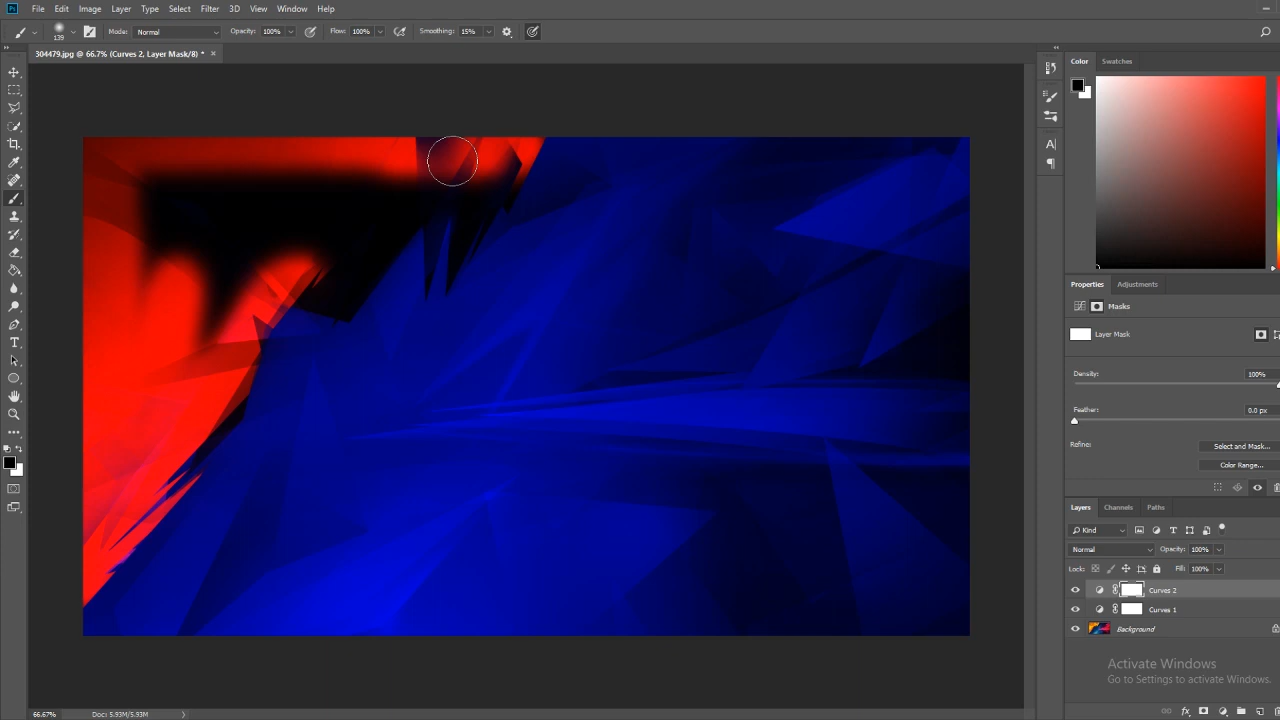 Ps File Edit Image Layer Type Select Filter 3D View Window Help
139 Mode: Normal Opacity: 100% Flow: 100% Smoothing: 15%
304479.jpg @ 66.7% (Curves 2, Layer Mask/8) * ×
Color Swatches
Properties Adjustments
Masks
Layer Mask
Density: 100%
Feather: 0.0 px
Refine: Select and Mask...
Color Range...
Layers Channels Paths
Kind
Normal Opacity: 100%
Lock: Fill: 100%
Curves 2
Curves 1
Background
Activate Windows
Go to Settings to activate Windows.
66.67% Doc: 5.93M/5.93M